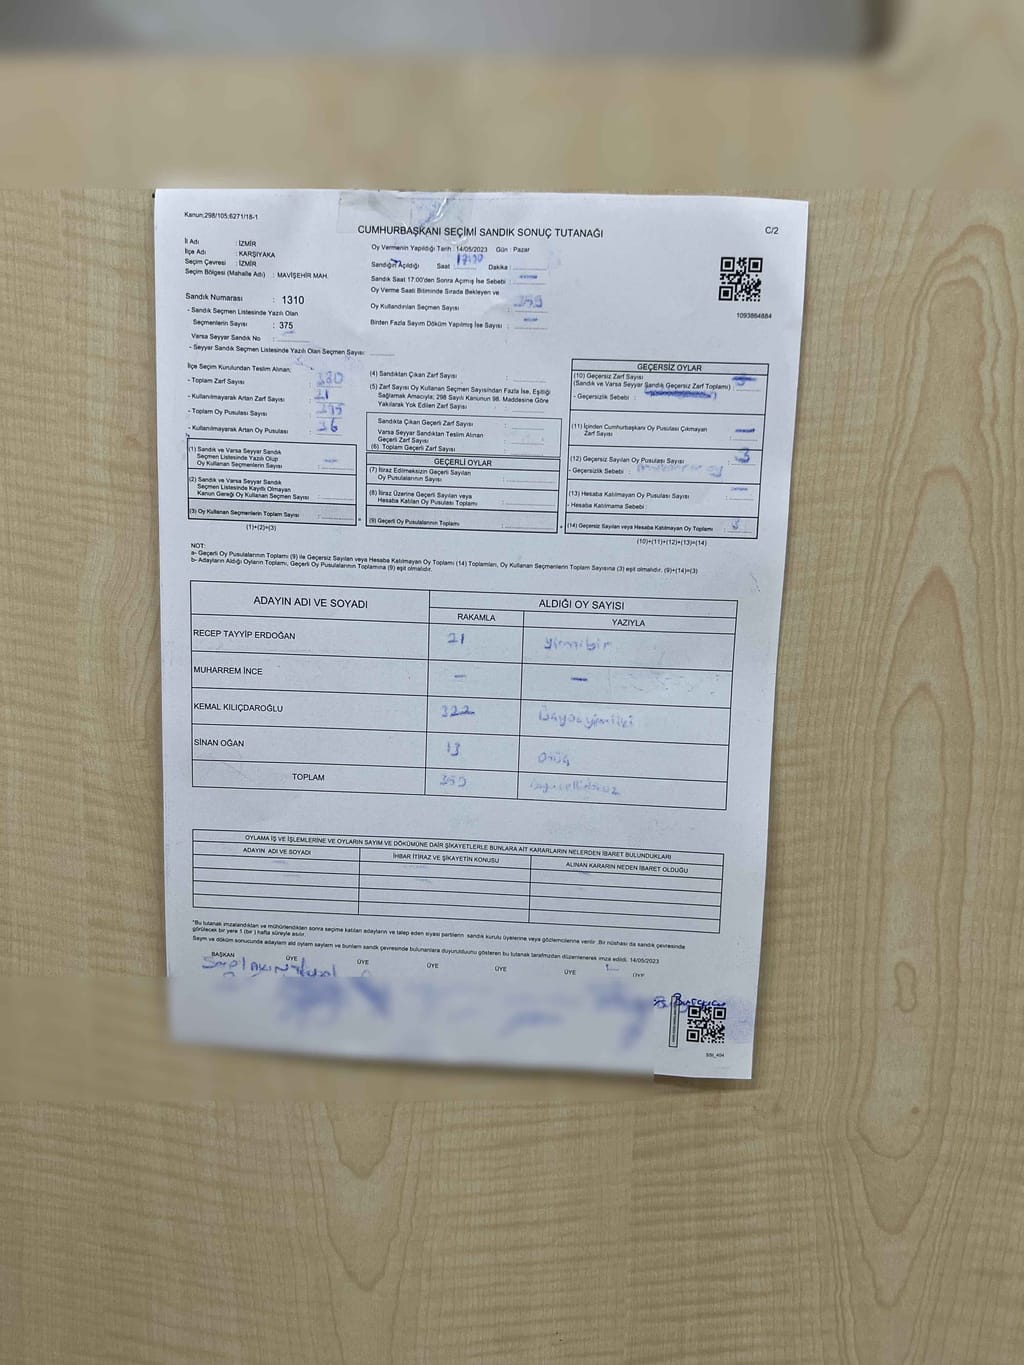 Kanun;298/105;6271/18-1
C/2
CUMHURBAŞKANI SEÇİMİ SANDIK SONUÇ TUTANAĞI
İl Adı : İZMİR
İlçe Adı : KARŞIYAKA
Seçim Çevresi : İZMİR
Seçim Bölgesi (Mahalle Adı) : MAVİŞEHİR MAH.
Sandık Numarası : 1310
- Sandık Seçmen Listesinde Yazılı Olan
Seçmenlerin Sayısı : 375
Varsa Seyyar Sandık No :
- Seyyar Sandık Seçmen Listesinde Yazılı Olan Seçmen Sayısı:
Oy Vermenin Yapıldığı Tarih : 14/05/2023 Gün : Pazar
Sandığın Açıldığı Saat : 17:00 Dakika :
Sandık Saat 17.00'den Sonra Açılmış İse Sebebi : —
Oy Verme Saati Bitiminde Sırada Bekleyen ve
Oy Kullandırılan Seçmen Sayısı :
Birden Fazla Sayım Döküm Yapılmış İse Sayısı : —
1093864884
İlçe Seçim Kurulundan Teslim Alınan:
- Toplam Zarf Sayısı : 380
- Kullanılmayarak Artan Zarf Sayısı : 21
- Toplam Oy Pusulası Sayısı : 395
- Kullanılmayarak Artan Oy Pusulası : 36
(1) Sandık ve Varsa Seyyar Sandık
Seçmen Listesinde Yazılı Olup
Oy Kullanan Seçmenlerin Sayısı :
(2) Sandık ve Varsa Seyyar Sandık
Seçmen Listesinde Kayıtlı Olmayan
Kanun Gereği Oy Kullanan Seçmen Sayısı :
(3) Oy Kullanan Seçmenlerin Toplam Sayısı :
(1)+(2)=(3)
(4) Sandıktan Çıkan Zarf Sayısı :
(5) Zarf Sayısı Oy Kullanan Seçmen Sayısından Fazla İse, Eşitliği
Sağlamak Amacıyla; 298 Sayılı Kanunun 98. Maddesine Göre
Yakılarak Yok Edilen Zarf Sayısı :
Sandıkta Çıkan Geçerli Zarf Sayısı :
Varsa Seyyar Sandıktan Teslim Alınan
Geçerli Zarf Sayısı :
(6) Toplam Geçerli Zarf Sayısı :
GEÇERLİ OYLAR
(7) İtiraz Edilmeksizin Geçerli Sayılan
Oy Pusulalarının Sayısı :
(8) İtiraz Üzerine Geçerli Sayılan veya
Hesaba Katılan Oy Pusulası Toplamı :
(9) Geçerli Oy Pusulalarının Toplamı :
GEÇERSİZ OYLAR
(10) Geçersiz Zarf Sayısı
(Sandık ve Varsa Seyyar Sandık Geçersiz Zarf Toplamı) :
- Geçersizlik Sebebi :
(11) İçinden Cumhurbaşkanı Oy Pusulası Çıkmayan
Zarf Sayısı : —
(12) Geçersiz Sayılan Oy Pusulası Sayısı : 3
- Geçersizlik Sebebi : oy
(13) Hesaba Katılmayan Oy Pusulası Sayısı : —
- Hesaba Katılmama Sebebi :
(14) Geçersiz Sayılan veya Hesaba Katılmayan Oy Toplamı : 3
(10)+(11)+(12)+(13)=(14)
NOT:
a- Geçerli Oy Pusulalarının Toplamı (9) ile Geçersiz Sayılan veya Hesaba Katılmayan Oy Toplamı (14) Toplamları, Oy Kullanan Seçmenlerin Toplam Sayısına (3) eşit olmalıdır. (9)+(14)=(3)
b- Adayların Aldığı Oyların Toplamı, Geçerli Oy Pusulalarının Toplamına (9) eşit olmalıdır.
ADAYIN ADI VE SOYADI ALDIĞI OY SAYISI
RAKAMLA YAZIYLA
RECEP TAYYİP ERDOĞAN 21 yirmibir
MUHARREM İNCE — —
KEMAL KILIÇDAROĞLU 322
SİNAN OĞAN 13
TOPLAM
OYLAMA İŞ VE İŞLEMLERİNE VE OYLARIN SAYIM VE DÖKÜMÜNE DAİR ŞİKAYETLERLE BUNLARA AİT KARARLARIN NELERDEN İBARET BULUNDUKLARI
ADAYIN ADI VE SOYADI İHBAR İTİRAZ VE ŞİKAYETİN KONUSU ALINAN KARARIN NEDEN İBARET OLDUĞU
*Bu tutanak imzalandıktan ve mühürlendikten sonra seçime katılan adayların ve talep eden siyasi partilerin sandık kurulu üyelerine veya gözlemcilerine verilir .Bir nüshası da sandık çevresinde
görülecek bir yere 1 (bir ) hafta süreyle asılır.
Sayım ve döküm sonucunda adayların aldığı oyların sayılarını ve bunların sandık çevresinde bulunanlara duyurulduğunu gösteren bu tutanak tarafımızdan düzenlenerek imza edildi. 14/05/2023
BAŞKAN ÜYE ÜYE ÜYE ÜYE ÜYE ÜYE